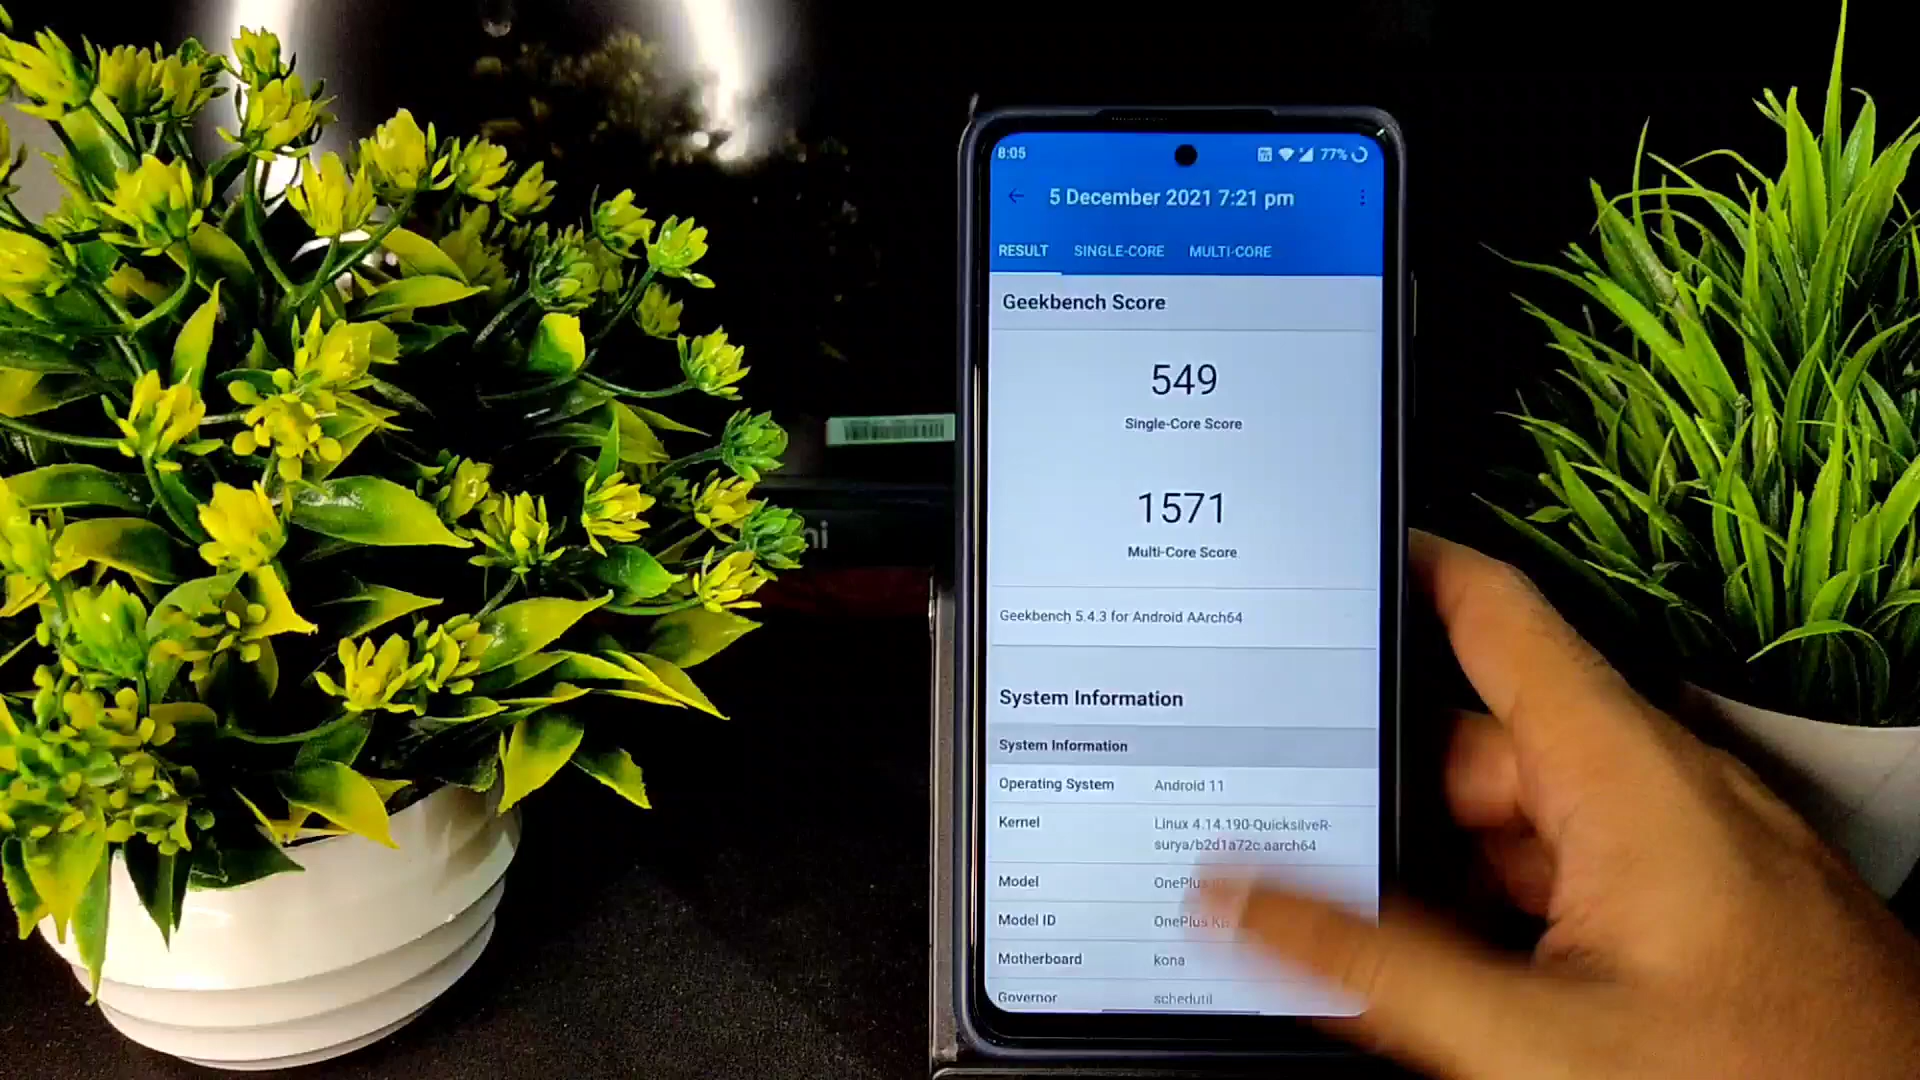 8:05
77%
5 December 2021 7:21 pm
RESULT SINGLE-CORE MULTI-CORE
Geekbench Score
549
Single-Core Score
1571
Multi-Core Score
Geekbench 5.4.3 for Android AArch64
System Information
System Information
Operating System Android 11
Kernel Linux 4.14.190-QuicksilveR-
surya/b2d1a72c.aarch64
Model OnePlus
Model ID OnePlus
Motherboard kona
Governor schedutil